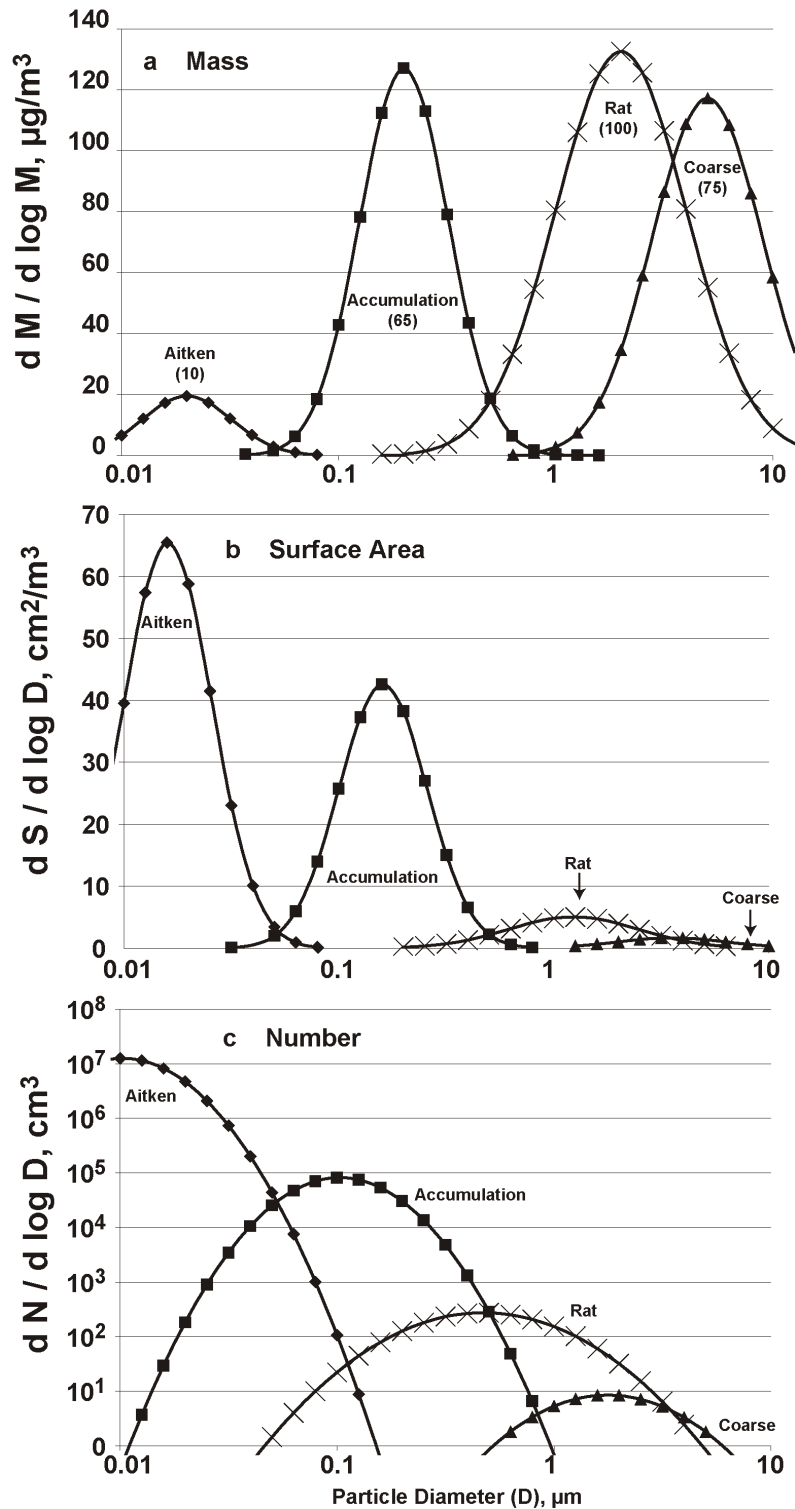 a Mass
d M / d log M, µg/m³
140
120
100
80
60
40
20
0
Aitken
(10)
Accumulation
(65)
Rat
(100)
Coarse
(75)
0.01 0.1 1 10
b Surface Area
d S / d log D, cm²/m³
70
60
50
40
30
20
10
0
Aitken
Accumulation
Rat
Coarse
0.01 0.1 1 10
c Number
d N / d log D, cm³
10⁸
10⁷
10⁶
10⁵
10⁴
10³
10²
10¹
0
Aitken
Accumulation
Rat
Coarse
0.01 0.1 1 10
Particle Diameter (D), µm